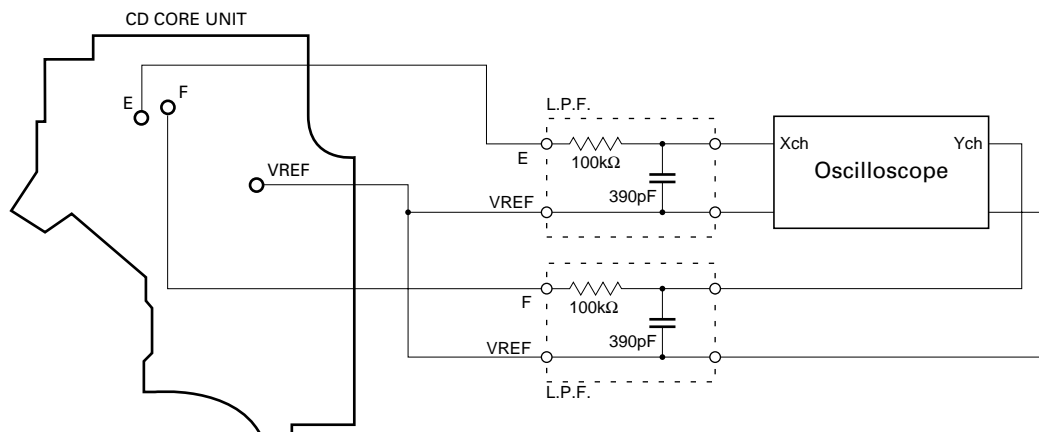 CD CORE UNIT
E
F
VREF
L.P.F.
E
100kΩ
390pF
VREF
Xch
Ych
Oscilloscope
F
100kΩ
390pF
VREF
L.P.F.